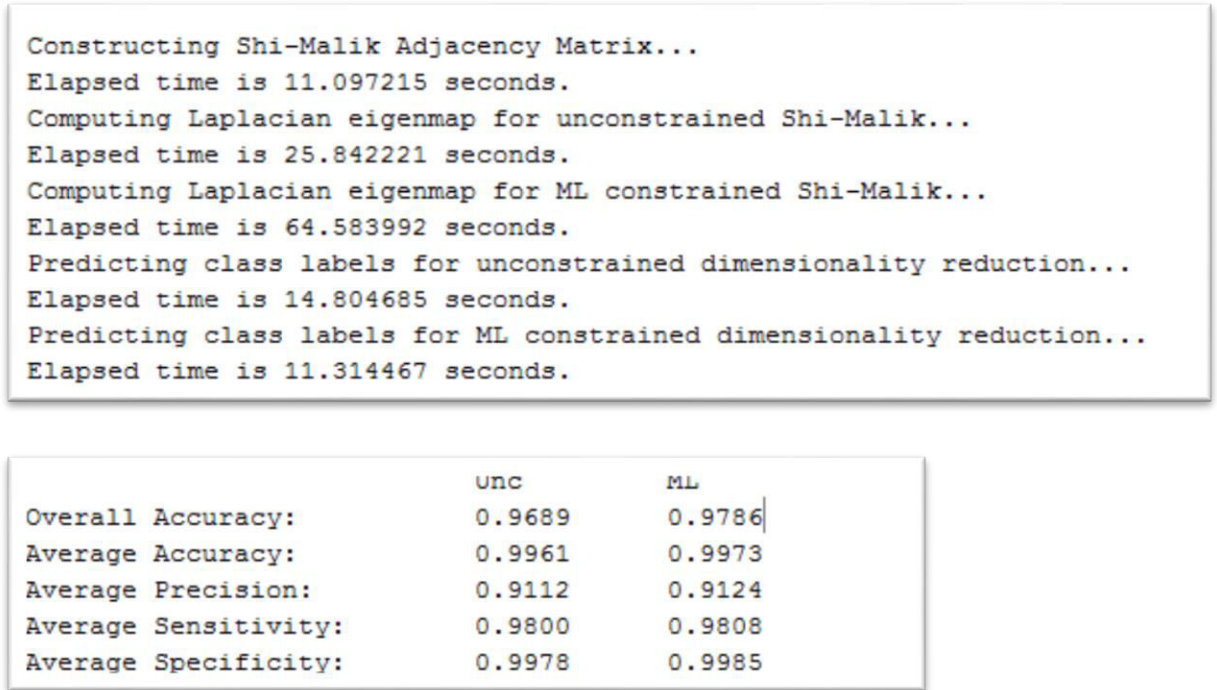 Constructing Shi-Malik Adjacency Matrix...
Elapsed time is 11.097215 seconds.
Computing Laplacian eigenmap for unconstrained Shi-Malik...
Elapsed time is 25.842221 seconds.
Computing Laplacian eigenmap for ML constrained Shi-Malik...
Elapsed time is 64.583992 seconds.
Predicting class labels for unconstrained dimensionality reduction...
Elapsed time is 14.804685 seconds.
Predicting class labels for ML constrained dimensionality reduction...
Elapsed time is 11.314467 seconds.
Unc ML
Overall Accuracy: 0.9689 0.9786
Average Accuracy: 0.9961 0.9973
Average Precision: 0.9112 0.9124
Average Sensitivity: 0.9800 0.9808
Average Specificity: 0.9978 0.9985